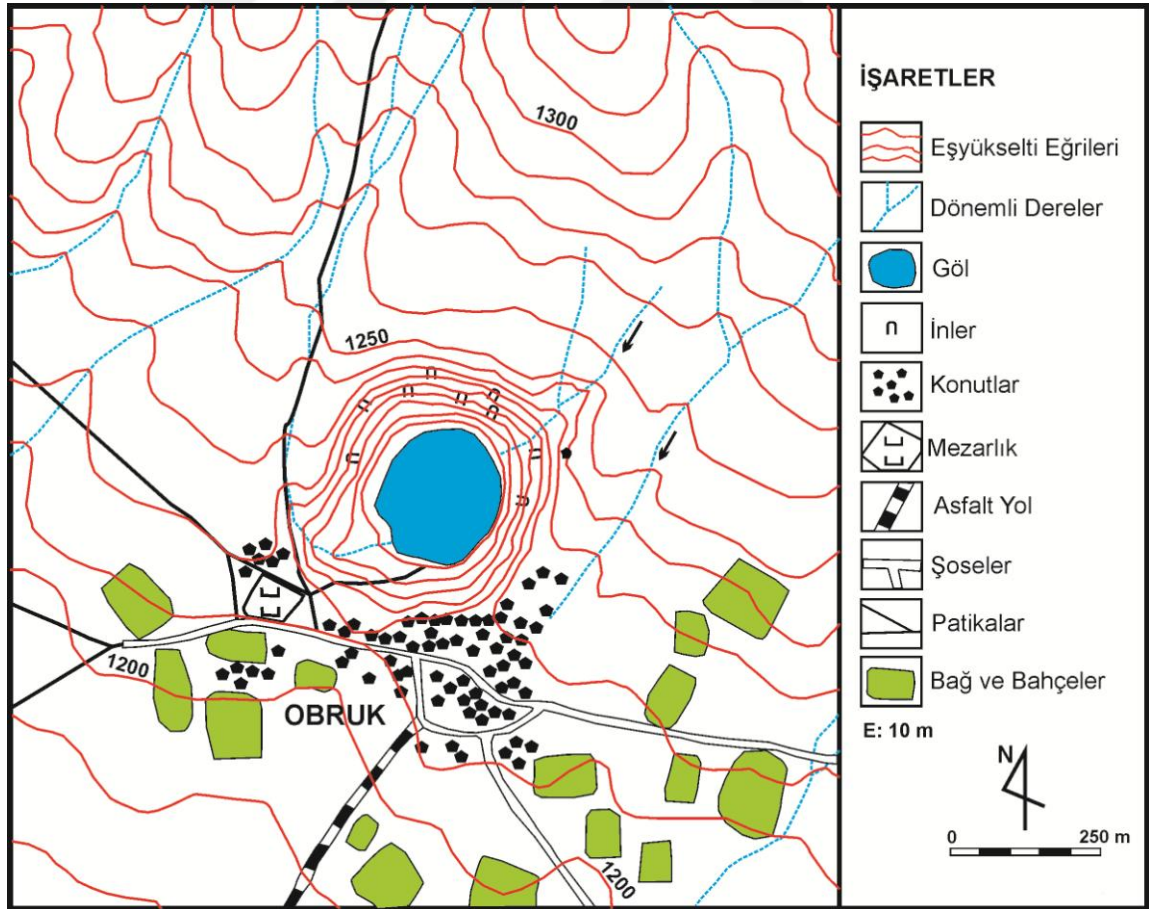 1300
1250
1200
OBRUK
1200
İŞARETLER
Eşyükselti Eğrileri
Dönemli Dereler
Göl
İnler
Konutlar
Mezarlık
Asfalt Yol
Şoseler
Patikalar
Bağ ve Bahçeler
E: 10 m
N
0 250 m